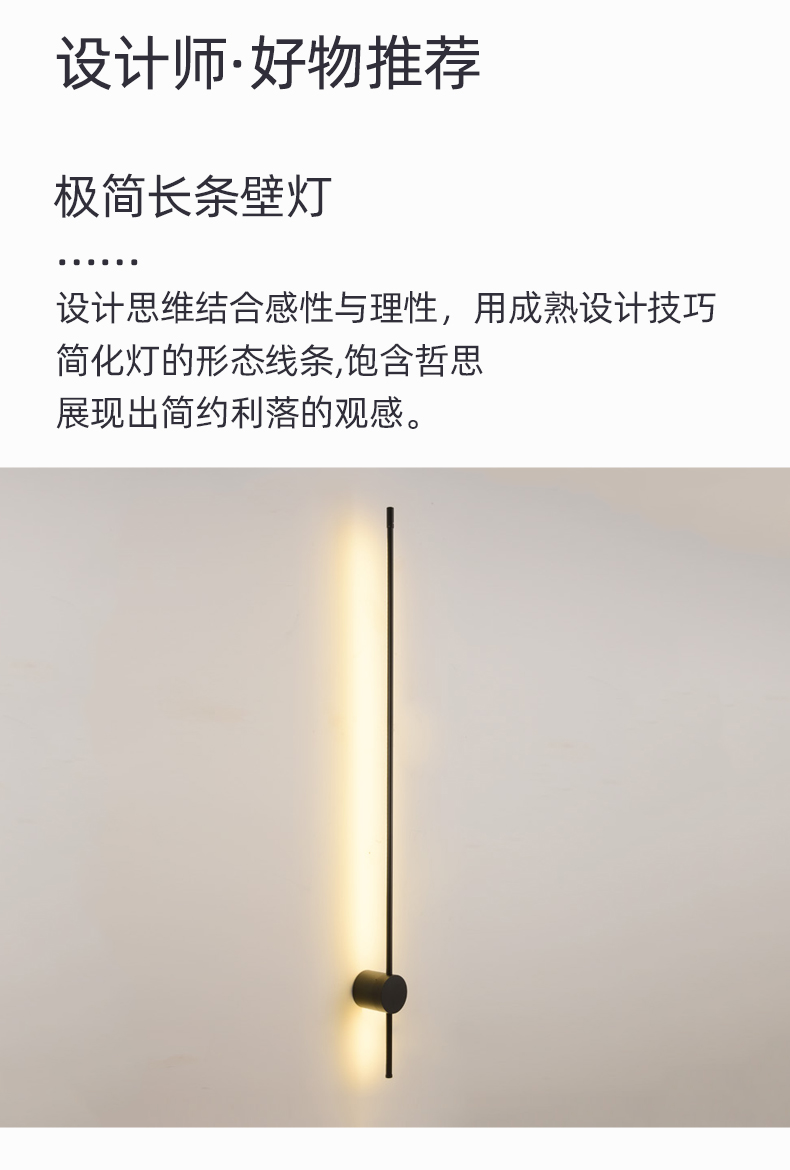 设计师·好物推荐
极简长条壁灯
······
设计思维结合感性与理性，用成熟设计技巧
简化灯的形态线条,饱含哲思
展现出简约利落的观感。